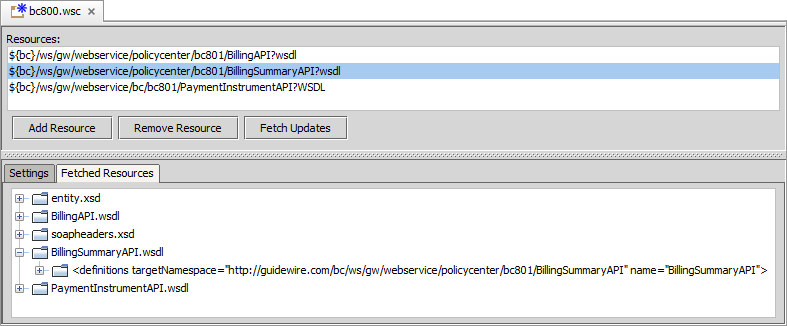 bc800.wsc
Resources:
${bc}/ws/gw/webservice/policycenter/bc801/BillingAPI?wsdl
${bc}/ws/gw/webservice/policycenter/bc801/BillingSummaryAPI?wsdl
${bc}/ws/gw/webservice/bc/bc801/PaymentInstrumentAPI?WSDL
Add Resource Remove Resource Fetch Updates
Settings Fetched Resources
entity.xsd
BillingAPI.wsdl
soapheaders.xsd
BillingSummaryAPI.wsdl
<definitions targetNamespace="http://guidewire.com/bc/ws/gw/webservice/policycenter/bc801/BillingSummaryAPI" name="BillingSummaryAPI">
PaymentInstrumentAPI.wsdl